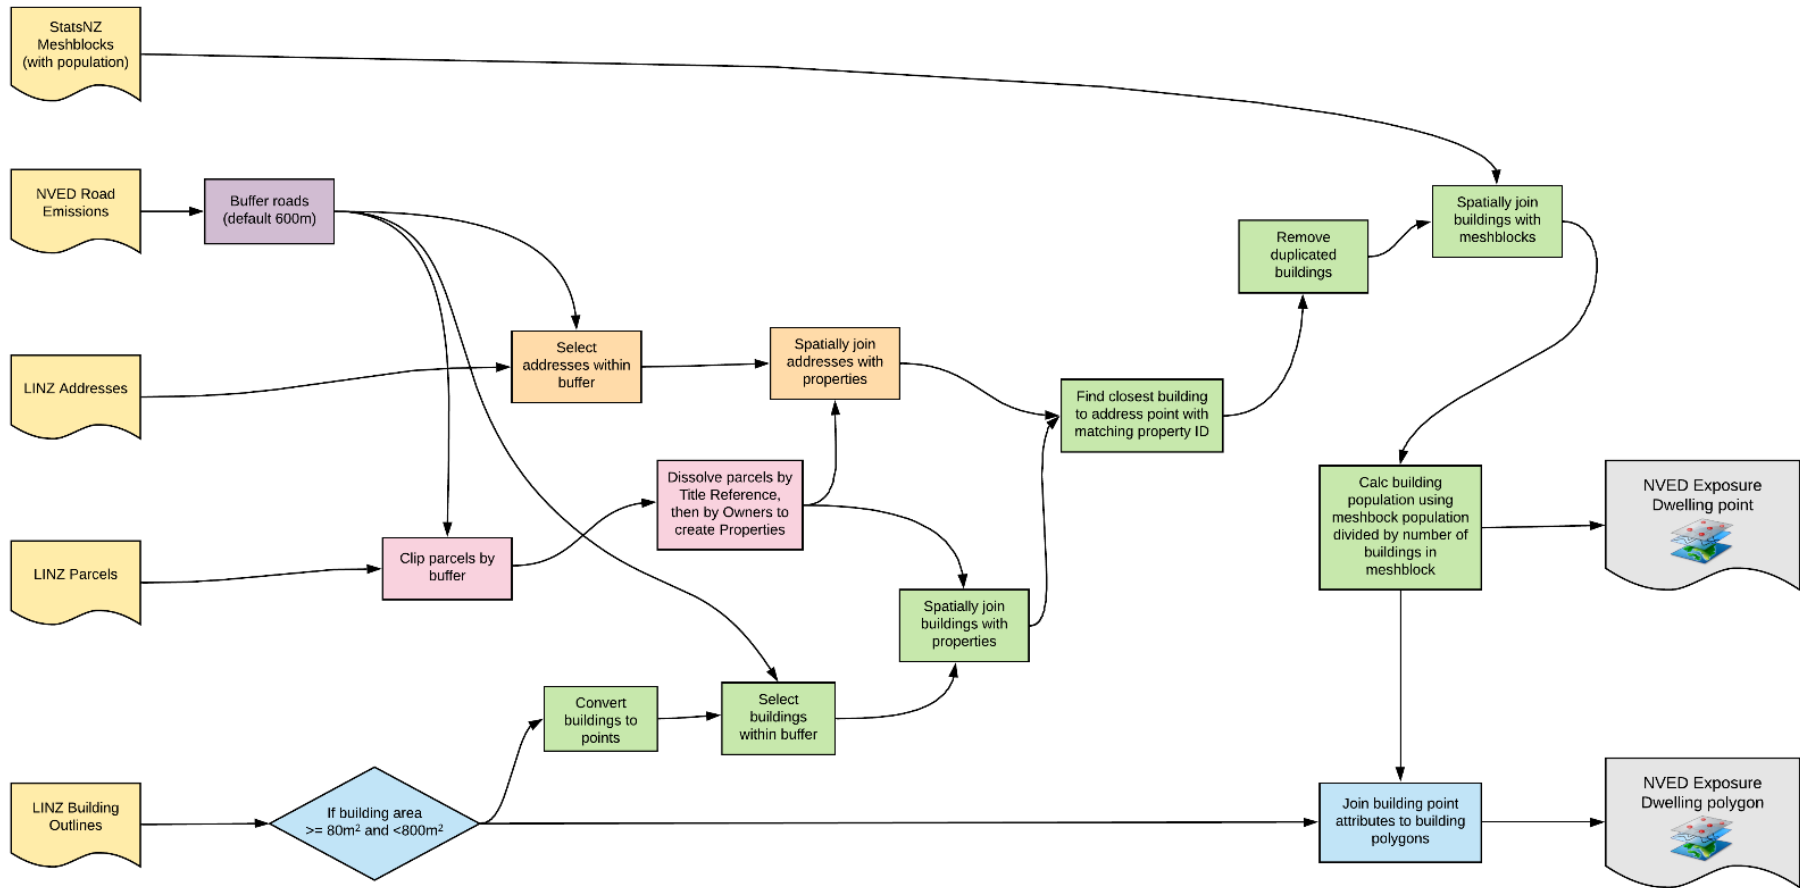 StatsNZ
Meshblocks
(with population)
NVED Road
Emissions
Buffer roads
(default 600m)
Spatially join
buildings with
meshblocks
Remove
duplicated
buildings
LINZ Addresses
Select
addresses within
buffer
Spatially join
addresses with
properties
Find closest building
to address point with
matching property ID
LINZ Parcels
Clip parcels by
buffer
Dissolve parcels by
Title Reference,
then by Owners to
create Properties
Spatially join
buildings with
properties
Calc building
population using
meshbock population
divided by number of
buildings in
meshblock
NVED Exposure
Dwelling point
Convert
buildings to
points
Select
buildings
within buffer
LINZ Building
Outlines
If building area
>= 80m² and <800m²
Join building point
attributes to building
polygons
NVED Exposure
Dwelling polygon